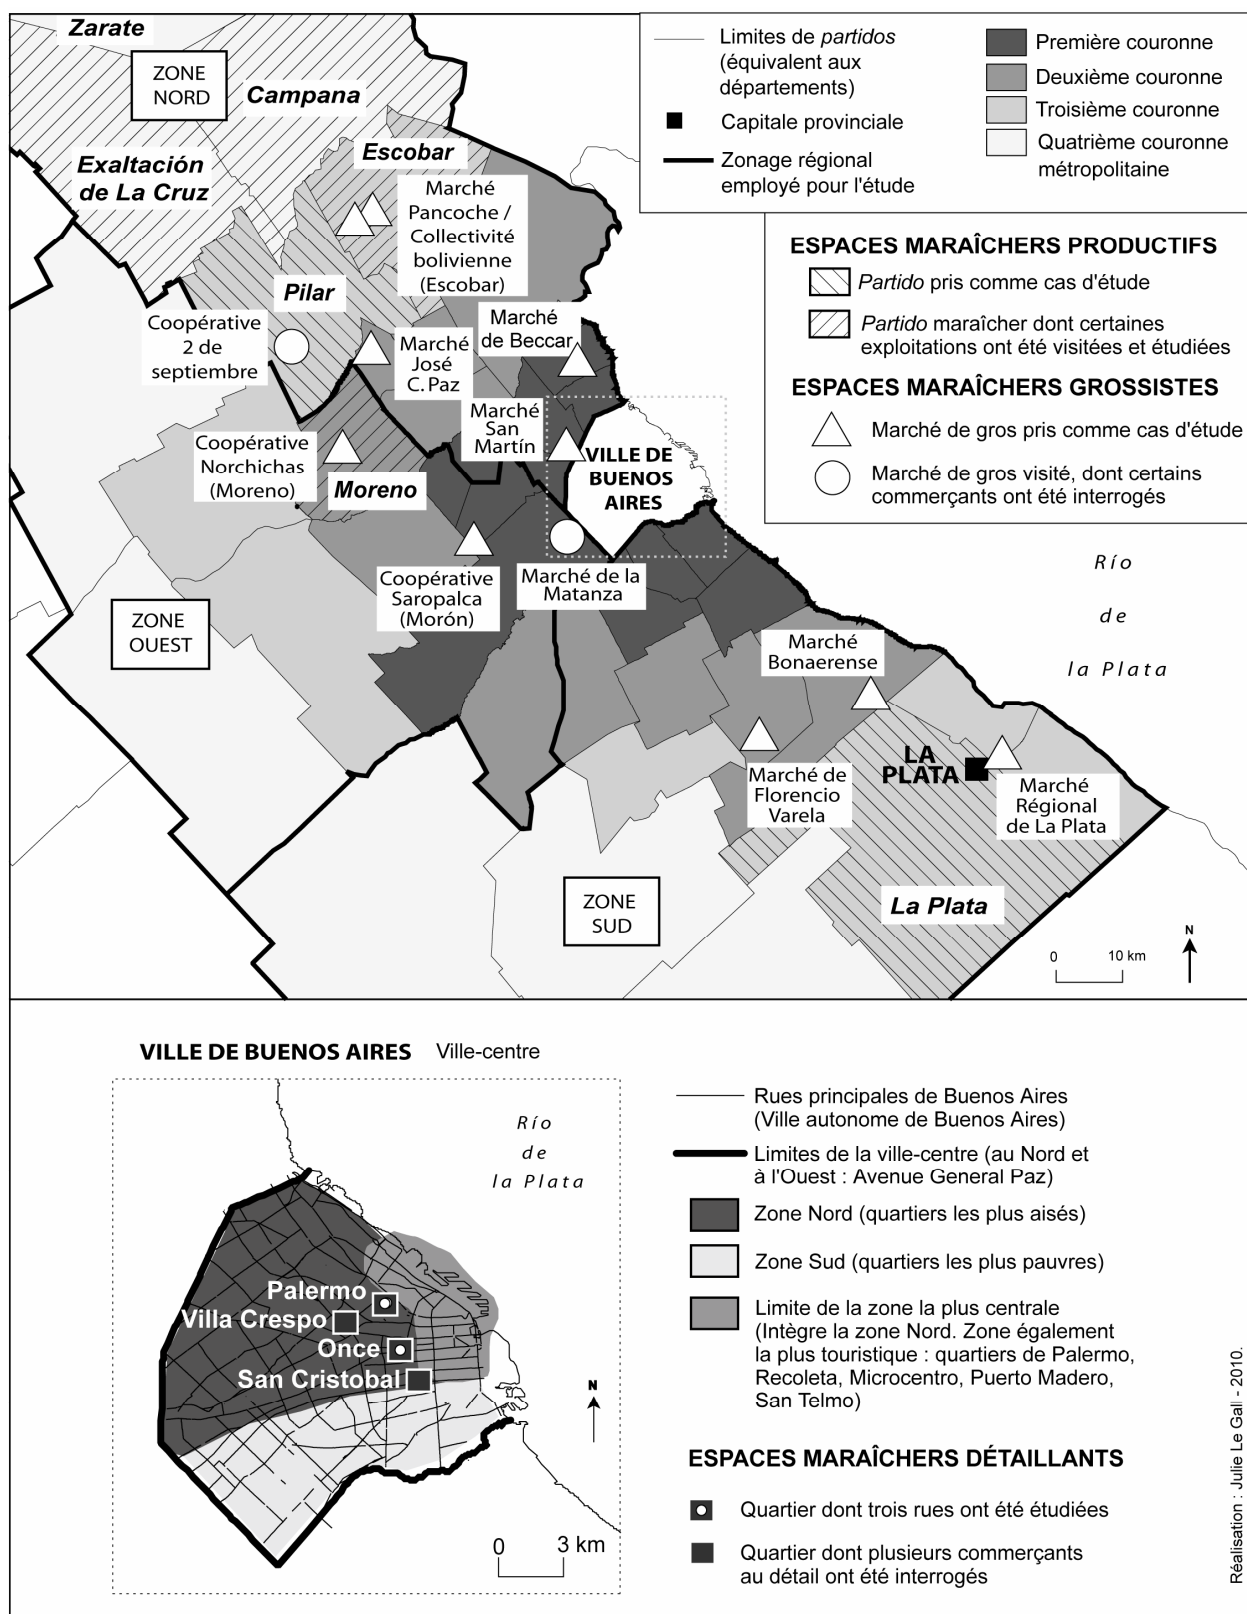 Zarate
ZONE
NORD
Campana
Exaltación
de La Cruz
Escobar
Marché
Pancoche /
Collectivité
bolivienne
(Escobar)
Pilar
Coopérative
2 de
septiembre
Marché
José
C. Paz
Marché
de Beccar
Marché
San
Martín
Coopérative
Norchichas
(Moreno)
Moreno
VILLE DE
BUENOS
AIRES
Coopérative
Saropalca
(Morón)
Marché de la
Matanza
ZONE
OUEST
Marché
Bonaerense
Marché de
Florencio
Varela
LA
PLATA
Marché
Régional
de La Plata
La Plata
ZONE
SUD
Río
de
la Plata
N
0 10 km
Limites de partidos
(équivalent aux
départements)
Capitale provinciale
Zonage régional
employé pour l'étude
Première couronne
Deuxième couronne
Troisième couronne
Quatrième couronne
métropolitaine
ESPACES MARAÎCHERS PRODUCTIFS
Partido pris comme cas d'étude
Partido maraîcher dont certaines
exploitations ont été visitées et étudiées
ESPACES MARAÎCHERS GROSSISTES
Marché de gros pris comme cas d'étude
Marché de gros visité, dont certains
commerçants ont été interrogés
VILLE DE BUENOS AIRES Ville-centre
Río
de
la Plata
Palermo
Villa Crespo
Once
San Cristobal
N
0 3 km
Rues principales de Buenos Aires
(Ville autonome de Buenos Aires)
Limites de la ville-centre (au Nord et
à l'Ouest : Avenue General Paz)
Zone Nord (quartiers les plus aisés)
Zone Sud (quartiers les plus pauvres)
Limite de la zone la plus centrale
(Intègre la zone Nord. Zone également
la plus touristique : quartiers de Palermo,
Recoleta, Microcentro, Puerto Madero,
San Telmo)
ESPACES MARAÎCHERS DÉTAILLANTS
Quartier dont trois rues ont été étudiées
Quartier dont plusieurs commerçants
au détail ont été interrogés
Réalisation : Julie Le Gall - 2010.